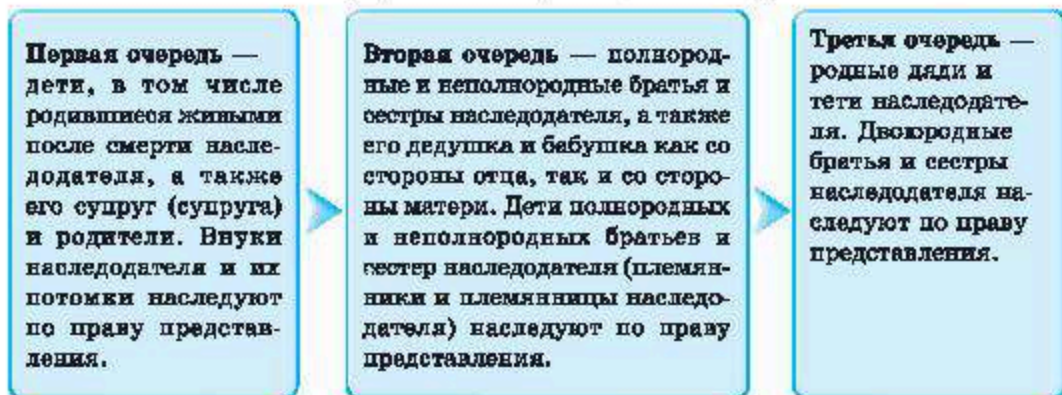 Первая очередь —
дети, в том числе
родившиеся живыми
после смерти насле-
додателя, а также
его супруг (супруга)
и родители. Внуки
наследодателя и их
потомки наследуют
по праву представ-
ления.
Вторая очередь — полнород-
ные и неполнородные братья и
сестры наследодателя, а также
его дедушка и бабушка как со
стороны отца, так и со сторо-
ны матери. Дети полнородных
и неполнородных братьев и
сестер наследодателя (племян-
ники и племянницы наследо-
дателя) наследуют по праву
представления.
Третья очередь —
родные дяди и
тети наследодате-
ля. Двоюродные
братья и сестры
наследодателя на-
следуют по праву
представления.